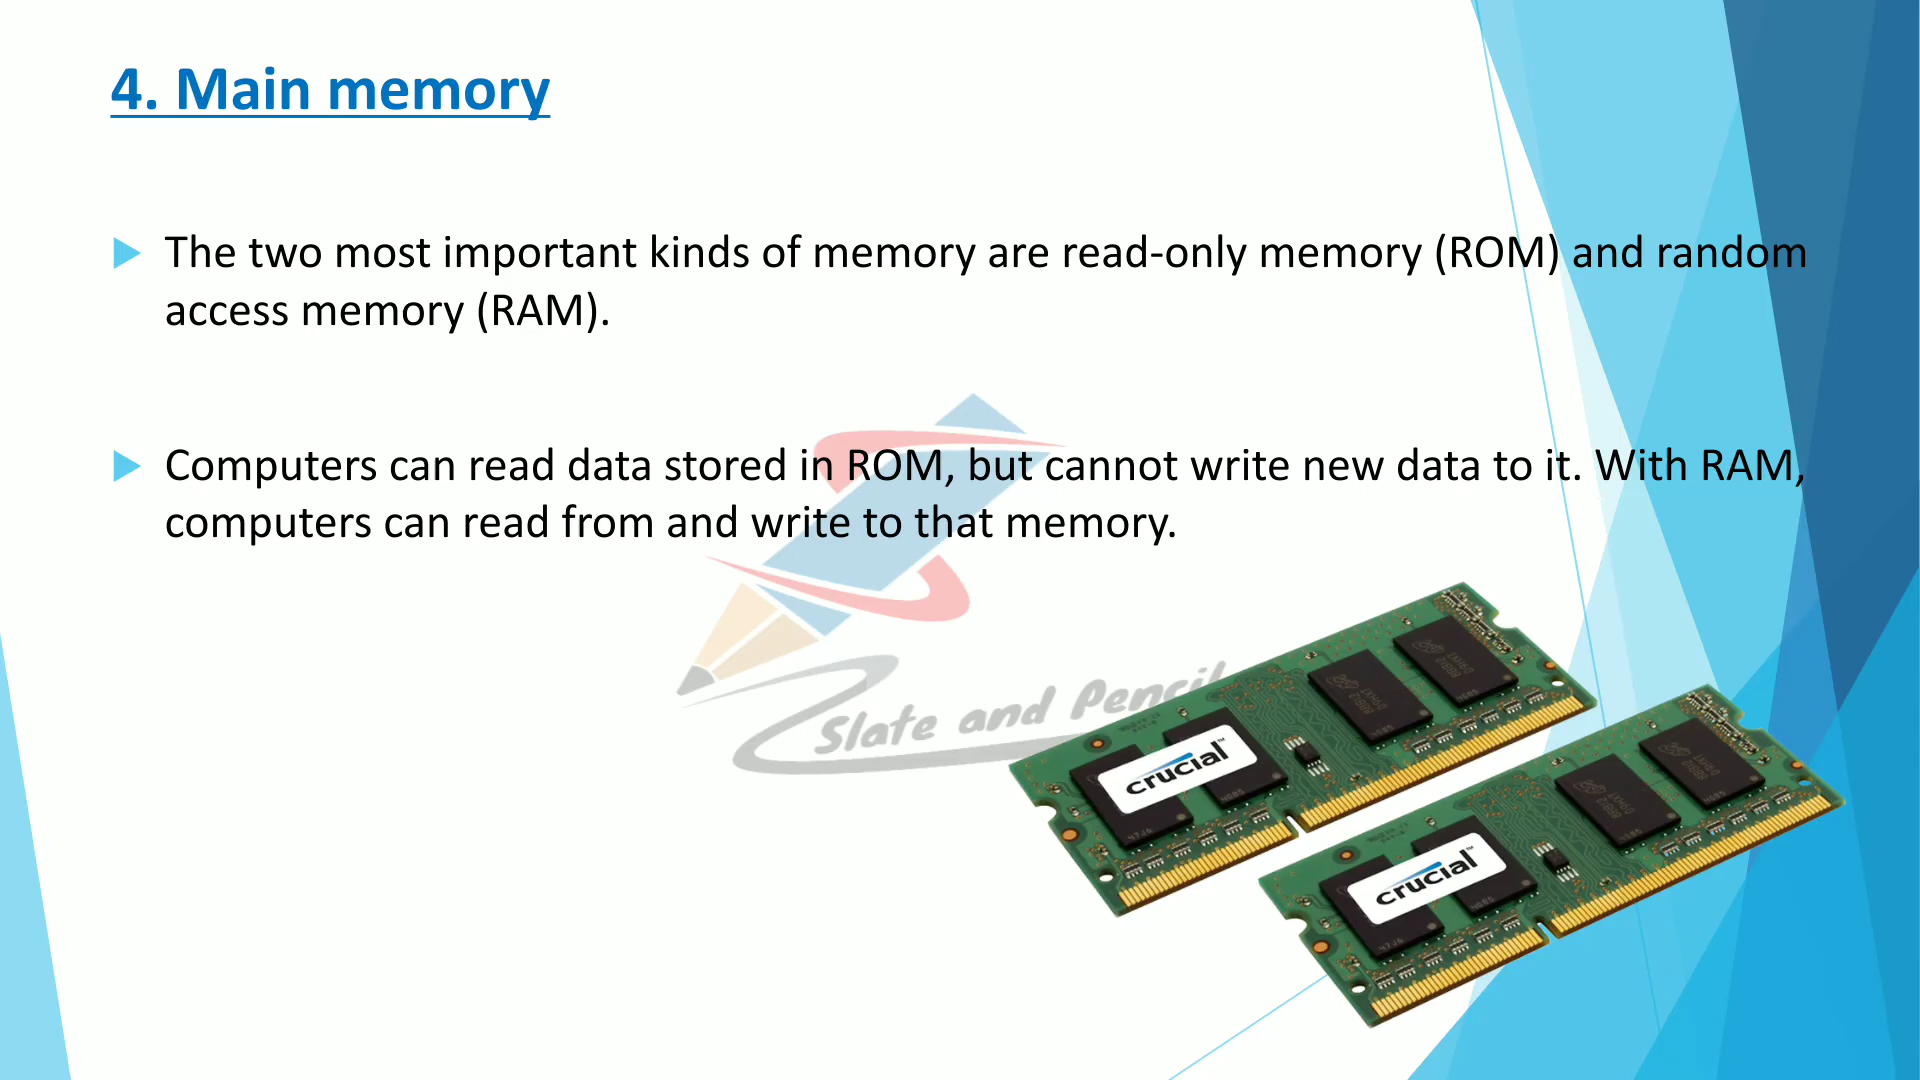 4. Main memory
The two most important kinds of memory are read-only memory (ROM) and random
access memory (RAM).
Computers can read data stored in ROM, but cannot write new data to it. With RAM,
computers can read from and write to that memory.
Slate and Pencil
crucial
crucial